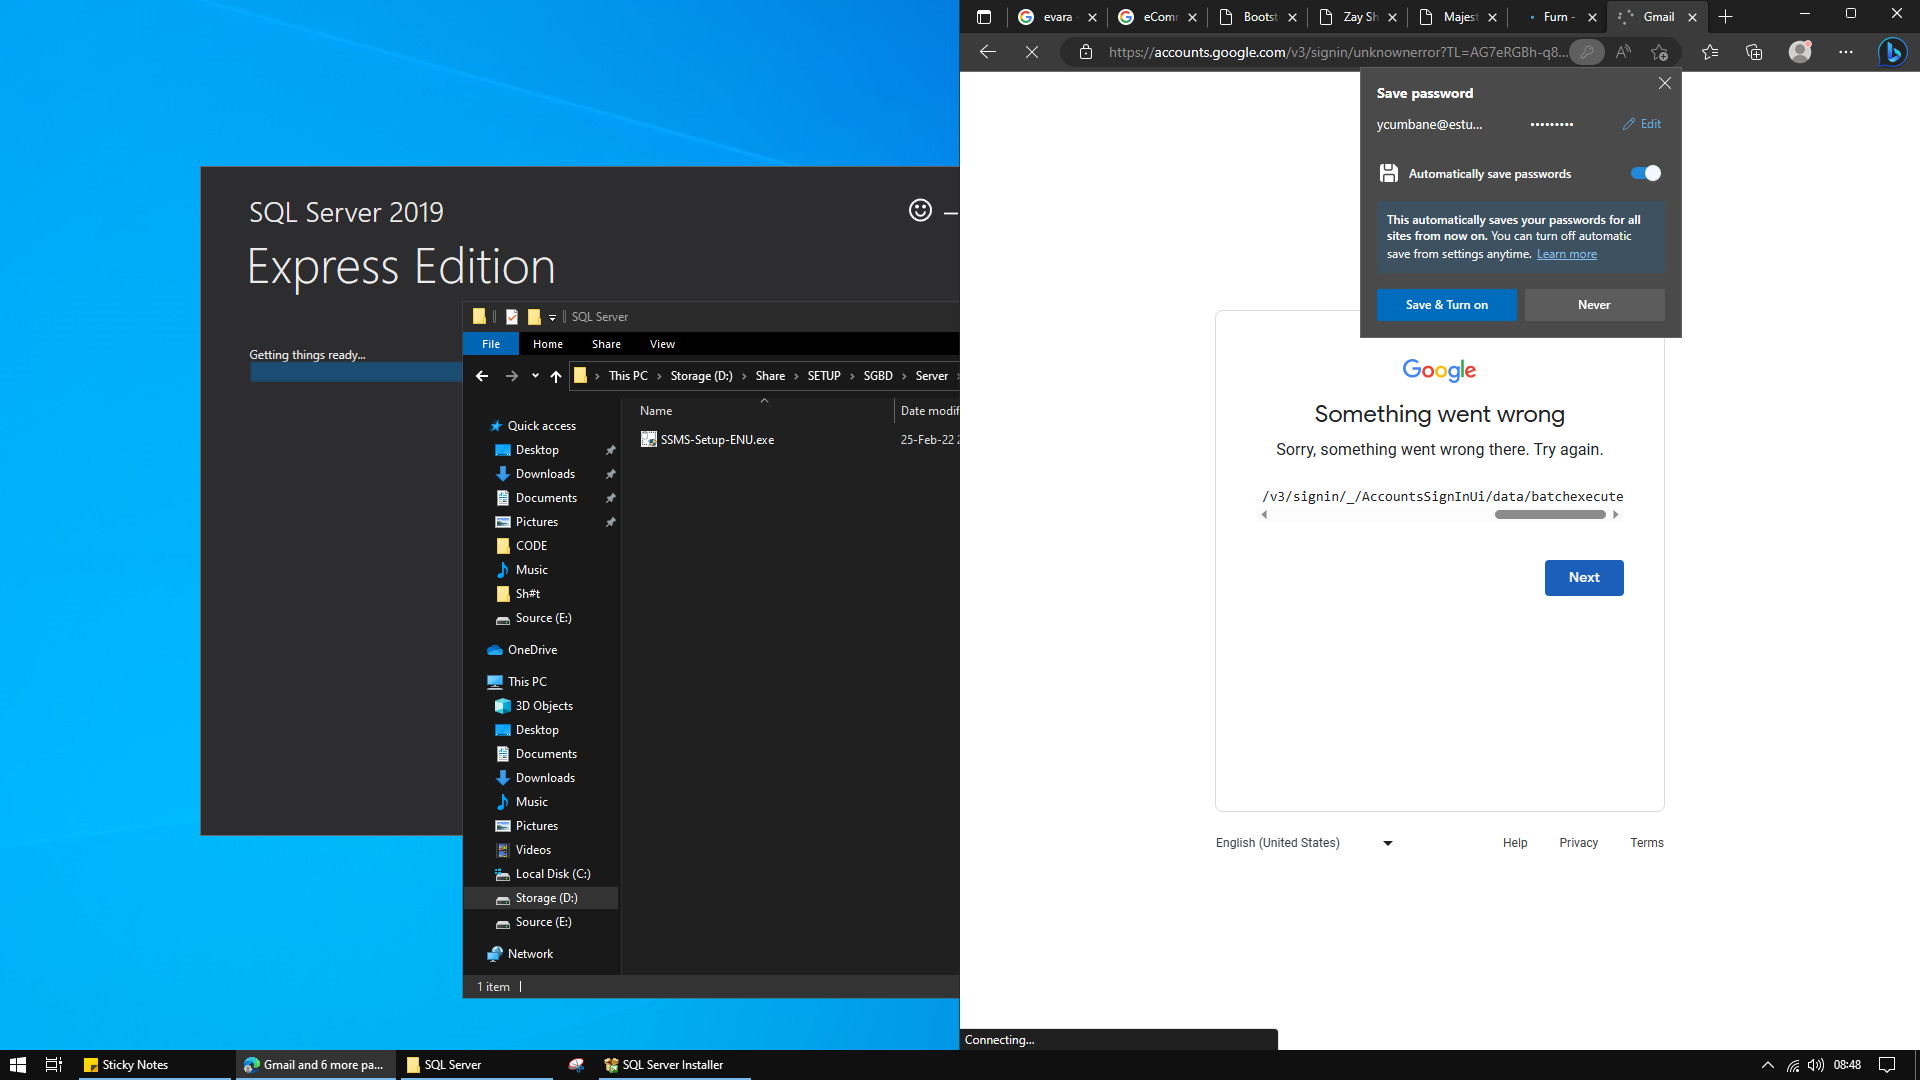 SQL Server 2019
Express Edition
Getting things ready...
SQL Server
File
Home
Share
View
This PC
Storage (D:)
Share
SETUP
SGBD
Server
Name
Date modif
SSMS-Setup-ENU.exe
25-Feb-22 2
Quick access
Desktop
Downloads
Documents
Pictures
CODE
Music
Sh#t
Source (E:)
OneDrive
This PC
3D Objects
Desktop
Documents
Downloads
Music
Pictures
Videos
Local Disk (C:)
Storage (D:)
Source (E:)
Network
1 item
evara
eComm
Bootst
Zay Sh
Majest
Furn -
Gmail
https://accounts.google.com/v3/signin/unknownerror?TL=AG7eRGBh-q8...
Save password
ycumbane@estu...
•••••••••
Edit
Automatically save passwords
This automatically saves your passwords for all
sites from now on. You can turn off automatic
save from settings anytime. Learn more
Save & Turn on
Never
Google
Something went wrong
Sorry, something went wrong there. Try again.
/v3/signin/_/AccountsSignInUi/data/batchexecute
Next
English (United States)
Help
Privacy
Terms
Connecting...
Sticky Notes
Gmail and 6 more pa...
SQL Server
SQL Server Installer
08:48